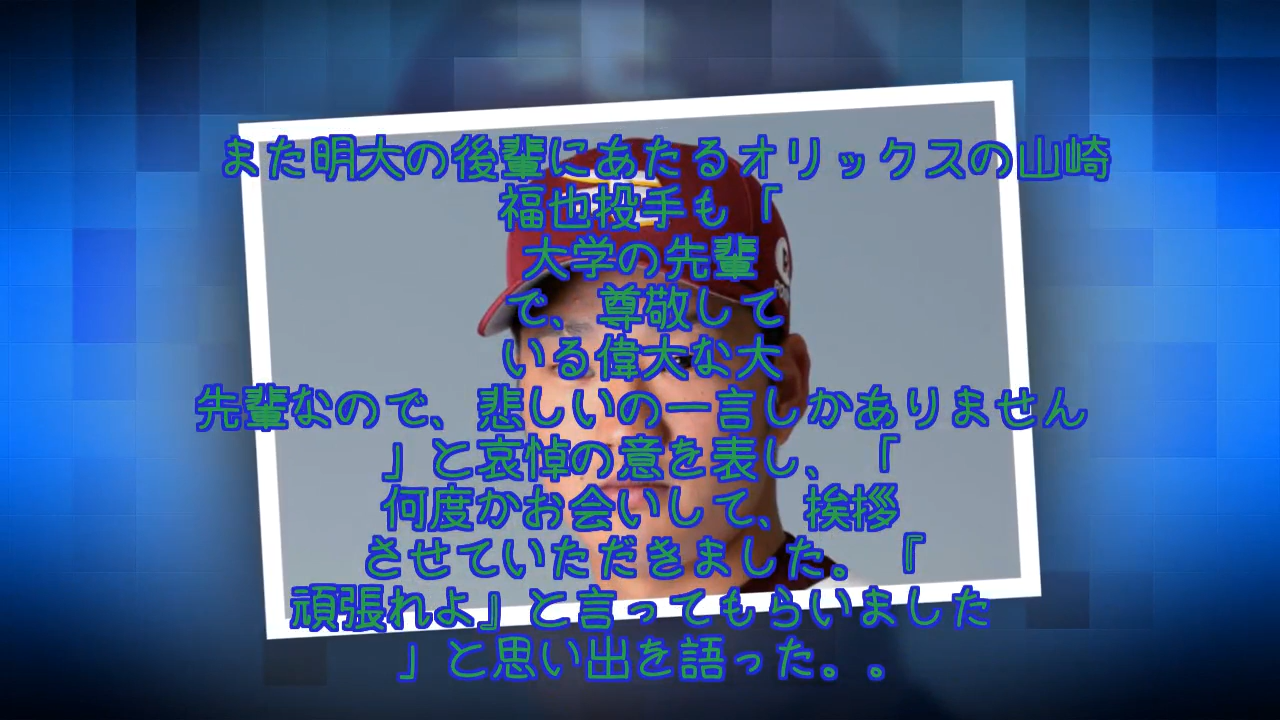 また明大の後輩にあたるオリックスの山崎
福也投手も「
大学の先輩
で、尊敬して
いる偉大な大
先輩なので、悲しいの一言しかありません
」と哀悼の意を表し、「
何度かお会いして、挨拶
させていただきました。『
頑張れよ』と言ってもらいました
」と思い出を語った。。